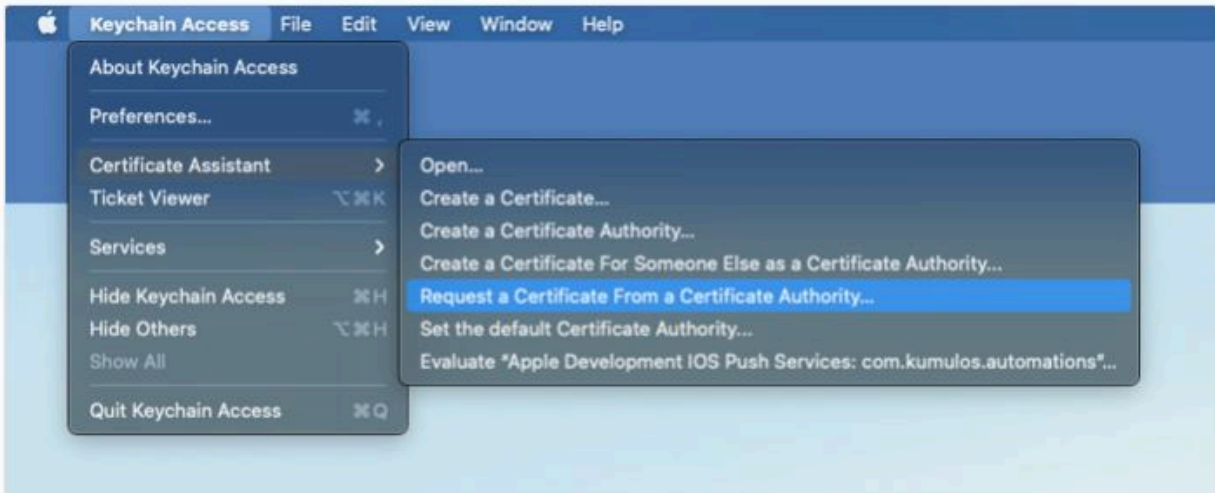 Keychain Access File Edit View Window Help
About Keychain Access
Preferences... ⌘ ,
Certificate Assistant >
Ticket Viewer ⌥⌘K
Services >
Hide Keychain Access ⌘H
Hide Others ⌥⌘H
Show All
Quit Keychain Access ⌘Q
Open...
Create a Certificate...
Create a Certificate Authority...
Create a Certificate For Someone Else as a Certificate Authority...
Request a Certificate From a Certificate Authority...
Set the default Certificate Authority...
Evaluate “Apple Development IOS Push Services: com.kumulos.automations”...